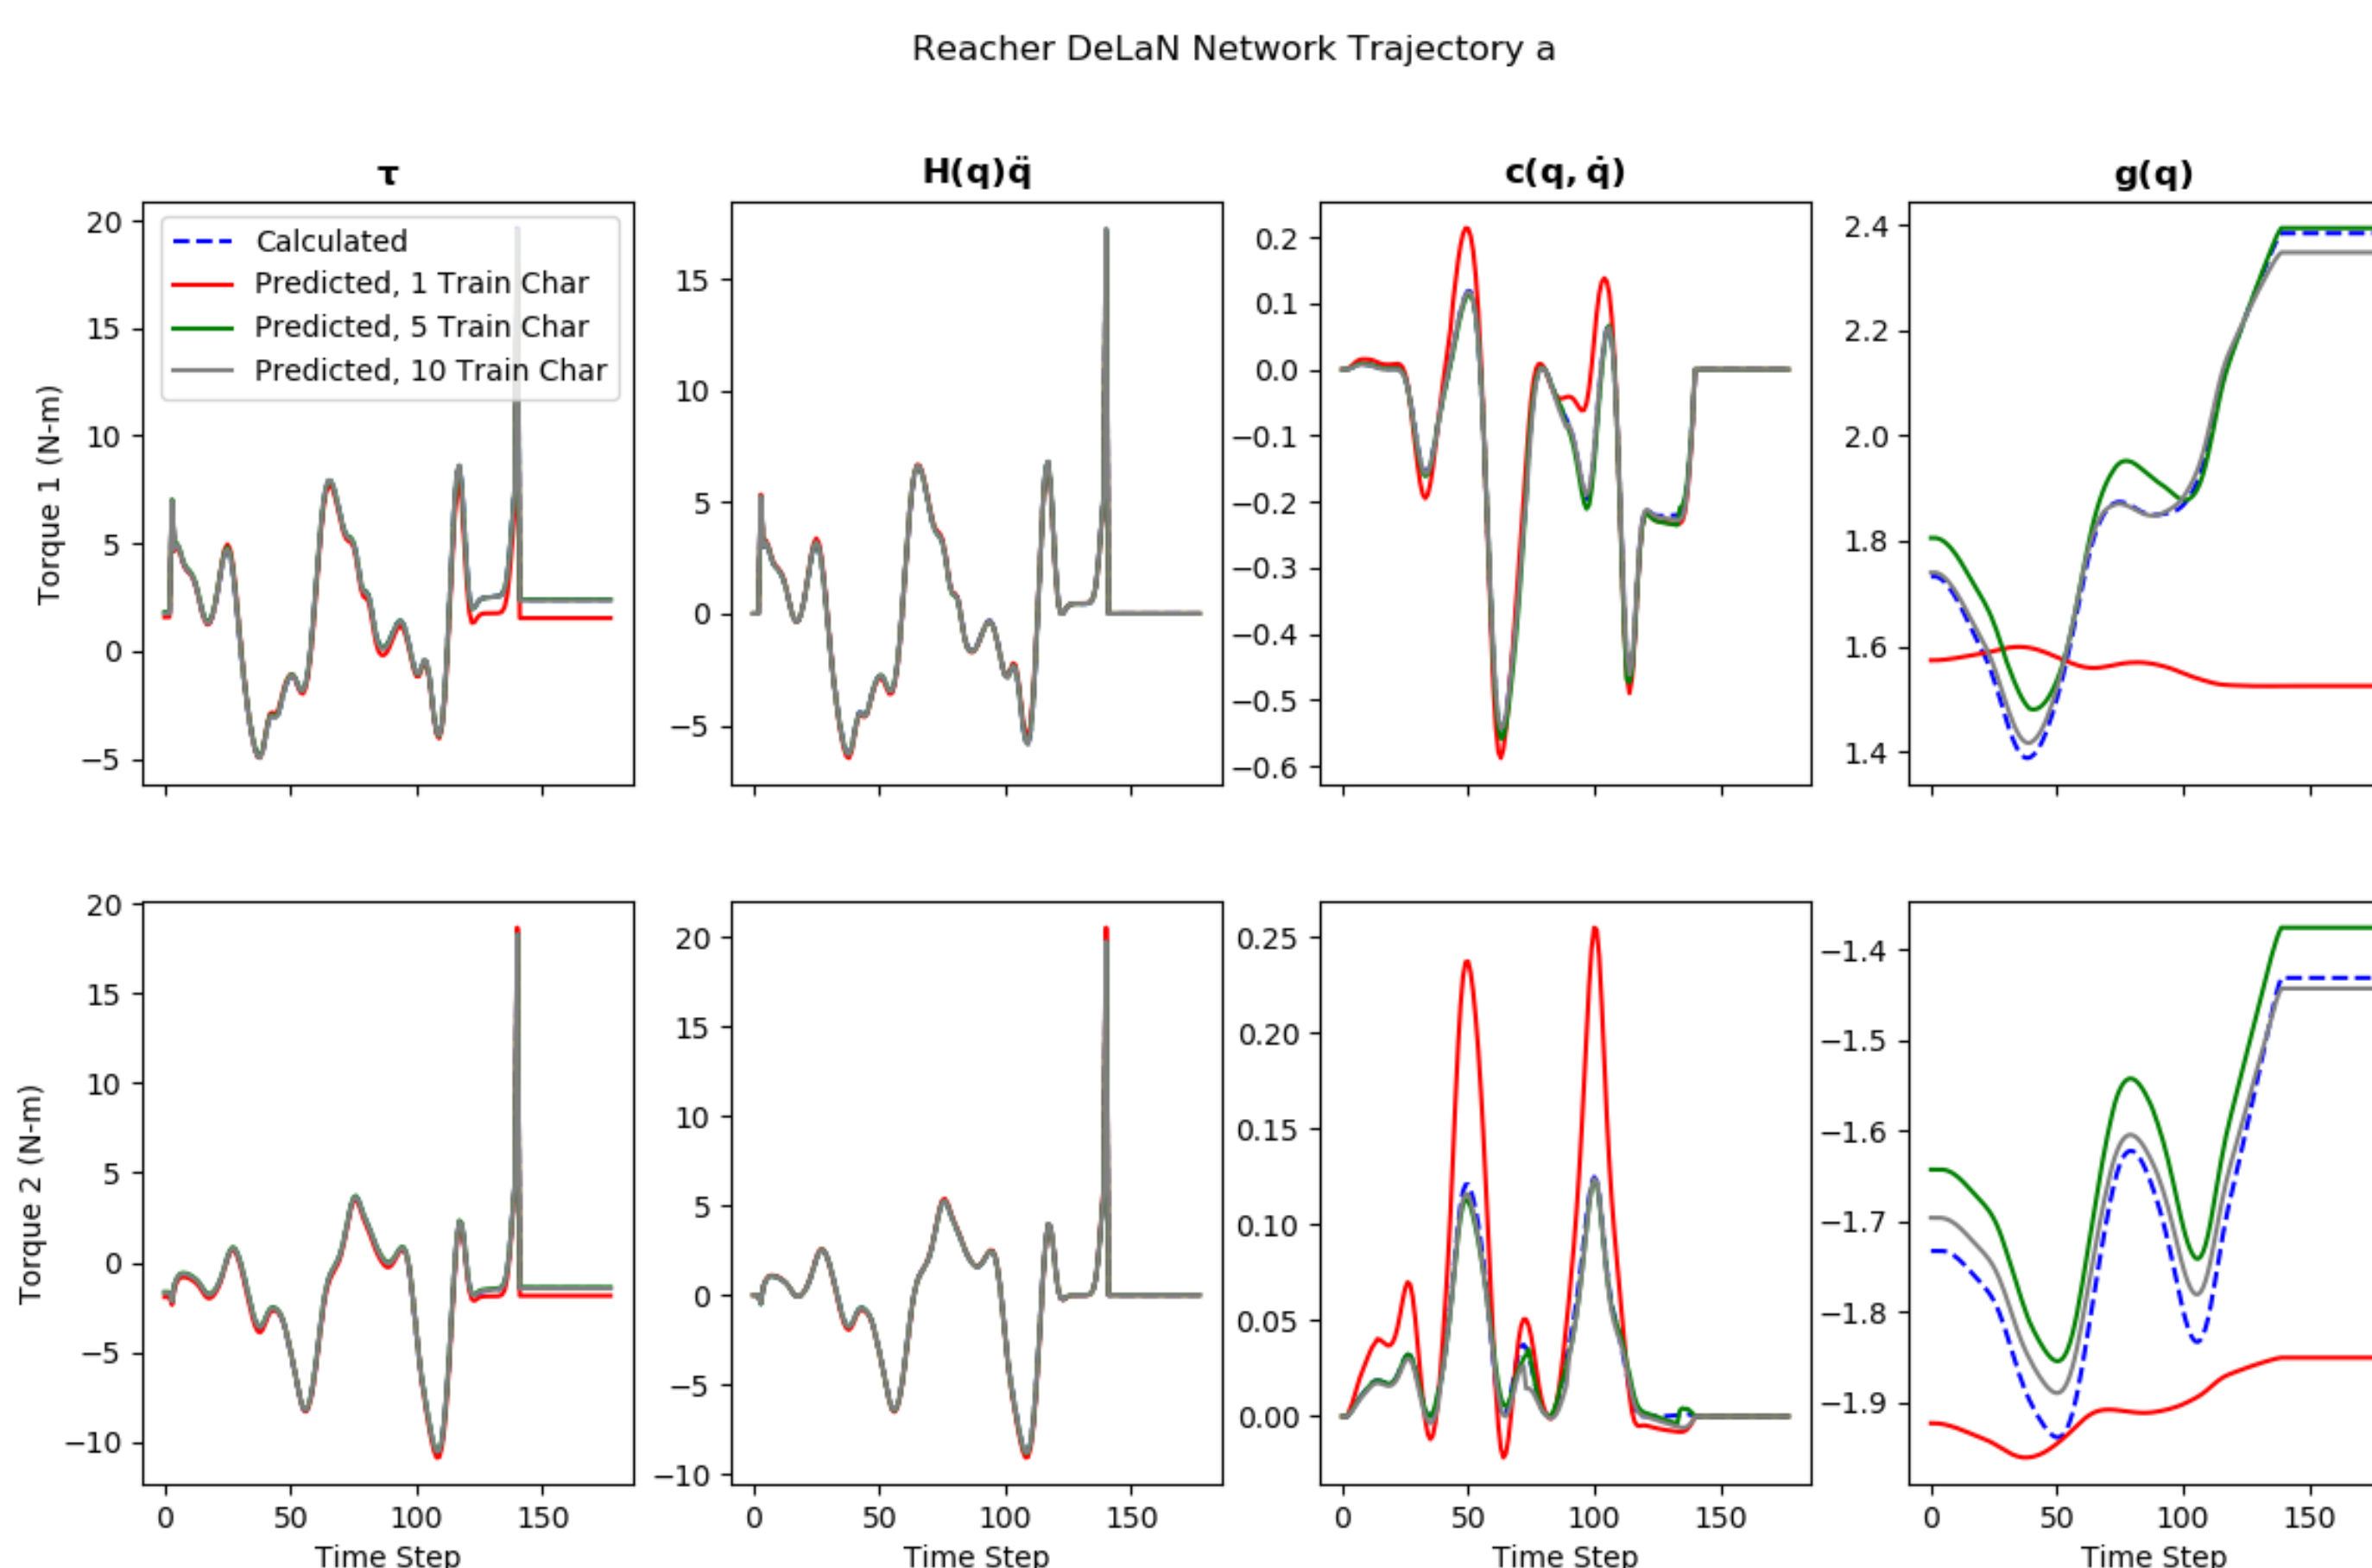 Reacher DeLaN Network Trajectory a
τ
H(q)q̈
c(q, q̇)
g(q)
Calculated
Predicted, 1 Train Char
Predicted, 5 Train Char
Predicted, 10 Train Char
Torque 1 (N-m)
20
15
10
5
0
−5
15
10
5
0
−5
0.2
0.1
0.0
−0.1
−0.2
−0.3
−0.4
−0.5
−0.6
2.4
2.2
2.0
1.8
1.6
1.4
Torque 2 (N-m)
20
15
10
5
0
−5
−10
20
15
10
5
0
−5
−10
0.25
0.20
0.15
0.10
0.05
0.00
−1.4
−1.5
−1.6
−1.7
−1.8
−1.9
0 50 100 150
0 50 100 150
0 50 100 150
0 50 100 150
Time Step
Time Step
Time Step
Time Step